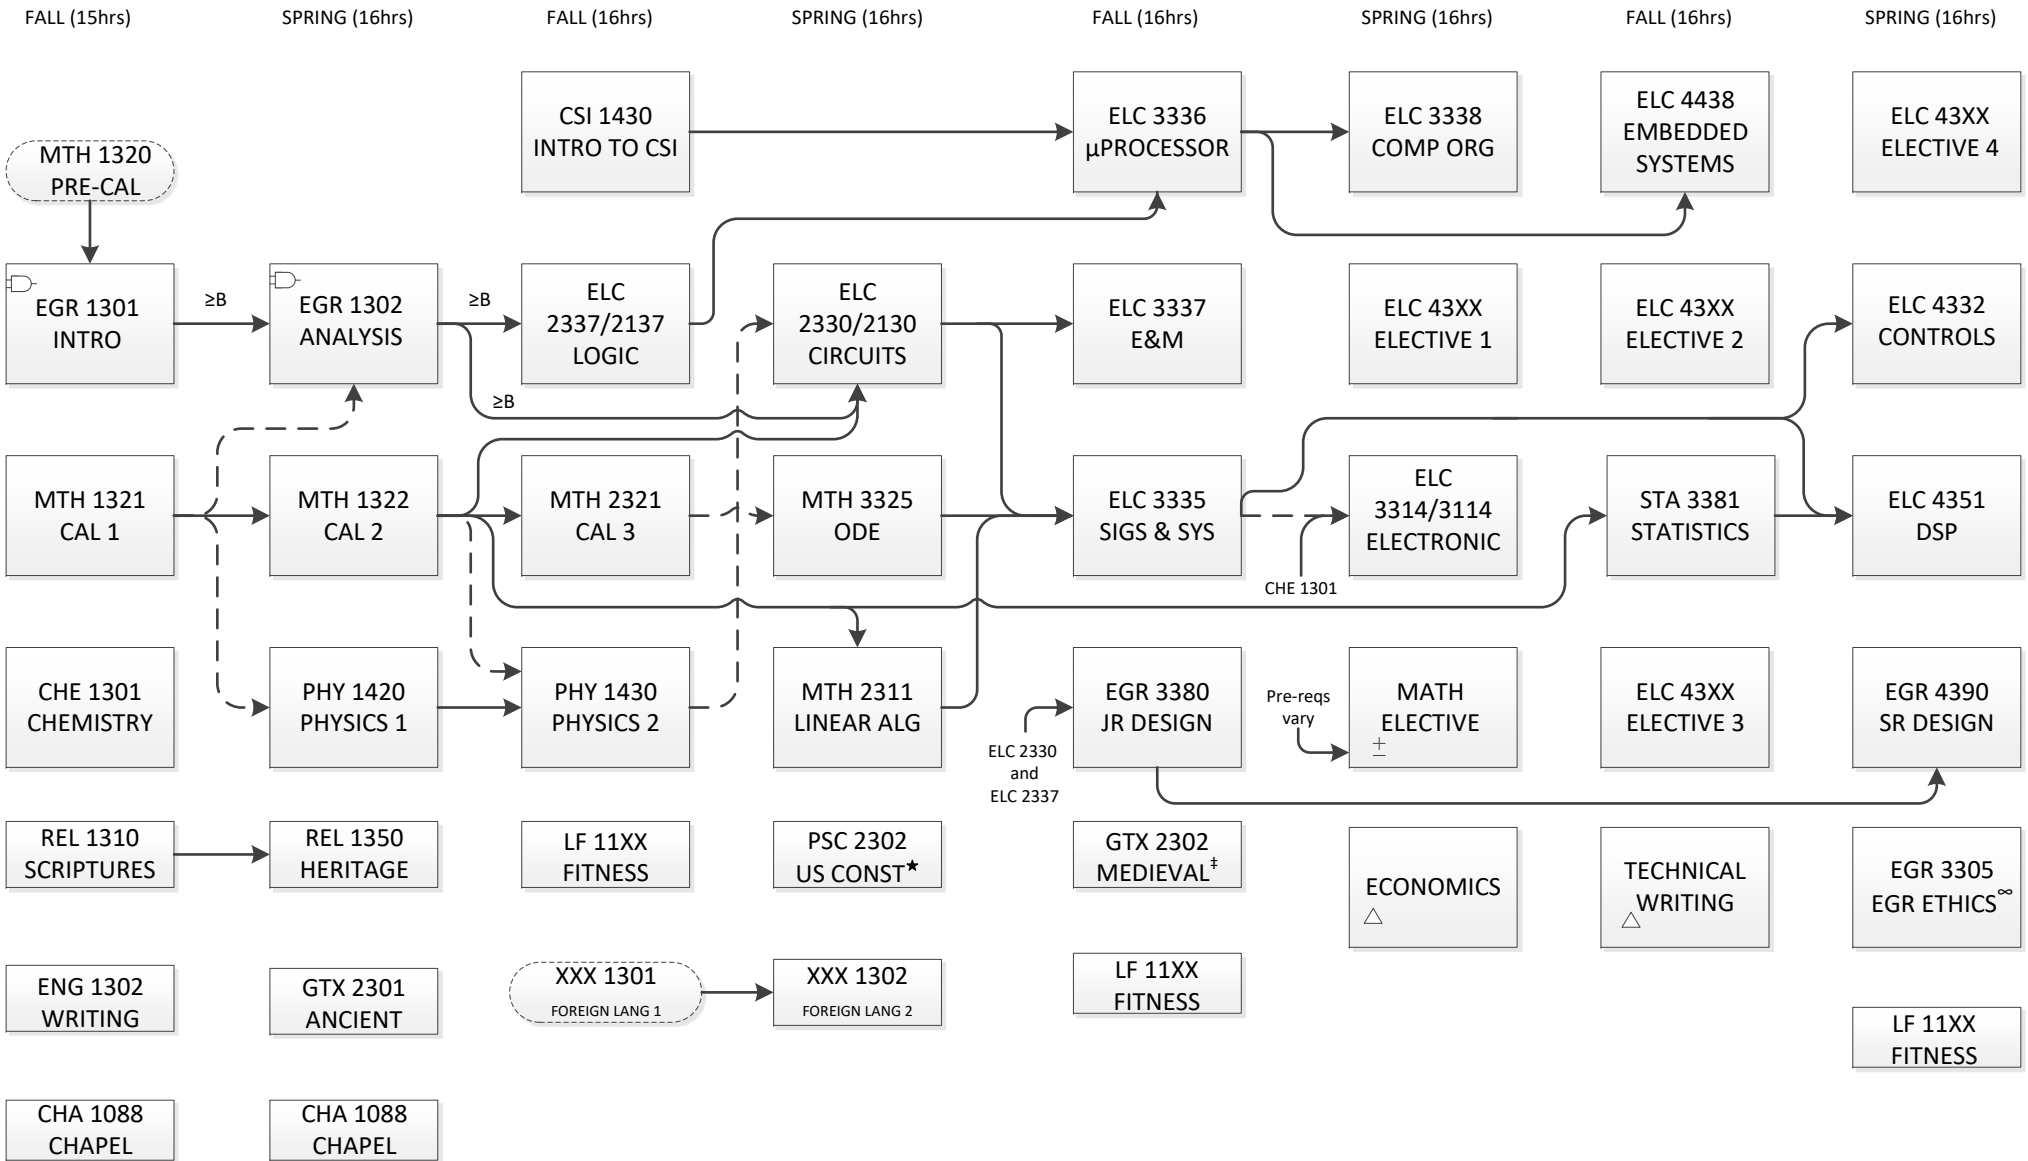 FALL (15hrs)
SPRING (16hrs)
FALL (16hrs)
SPRING (16hrs)
FALL (16hrs)
SPRING (16hrs)
FALL (16hrs)
SPRING (16hrs)
CSI 1430
INTRO TO CSI
ELC 3336
µPROCESSOR
ELC 3338
COMP ORG
ELC 4438
EMBEDDED
SYSTEMS
ELC 43XX
ELECTIVE 4
MTH 1320
PRE-CAL
EGR 1301
INTRO
≥B
EGR 1302
ANALYSIS
≥B
≥B
ELC
2337/2137
LOGIC
ELC
2330/2130
CIRCUITS
ELC 3337
E&M
ELC 43XX
ELECTIVE 1
ELC 43XX
ELECTIVE 2
ELC 4332
CONTROLS
MTH 1321
CAL 1
MTH 1322
CAL 2
MTH 2321
CAL 3
MTH 3325
ODE
ELC 3335
SIGS & SYS
CHE 1301
ELC
3314/3114
ELECTRONIC
STA 3381
STATISTICS
ELC 4351
DSP
CHE 1301
CHEMISTRY
PHY 1420
PHYSICS 1
PHY 1430
PHYSICS 2
MTH 2311
LINEAR ALG
ELC 2330
and
ELC 2337
EGR 3380
JR DESIGN
Pre-reqs
vary
MATH
ELECTIVE
±
ELC 43XX
ELECTIVE 3
EGR 4390
SR DESIGN
REL 1310
SCRIPTURES
REL 1350
HERITAGE
LF 11XX
FITNESS
PSC 2302
US CONST★
GTX 2302
MEDIEVAL‡
ECONOMICS
△
TECHNICAL
WRITING
△
EGR 3305
EGR ETHICS∞
ENG 1302
WRITING
GTX 2301
ANCIENT
XXX 1301
FOREIGN LANG 1
XXX 1302
FOREIGN LANG 2
LF 11XX
FITNESS
LF 11XX
FITNESS
CHA 1088
CHAPEL
CHA 1088
CHAPEL